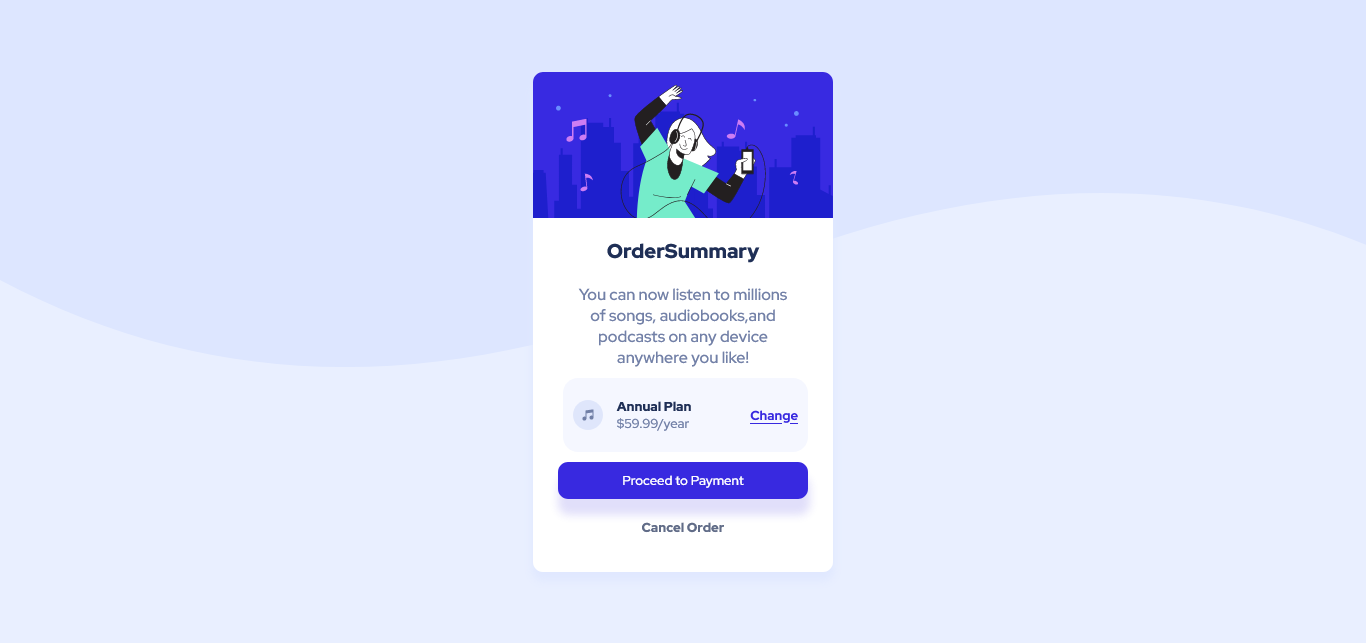 OrderSummary
You can now listen to millions
of songs, audiobooks,and
podcasts on any device
anywhere you like!
Annual Plan
$59.99/year
Change
Proceed to Payment
Cancel Order